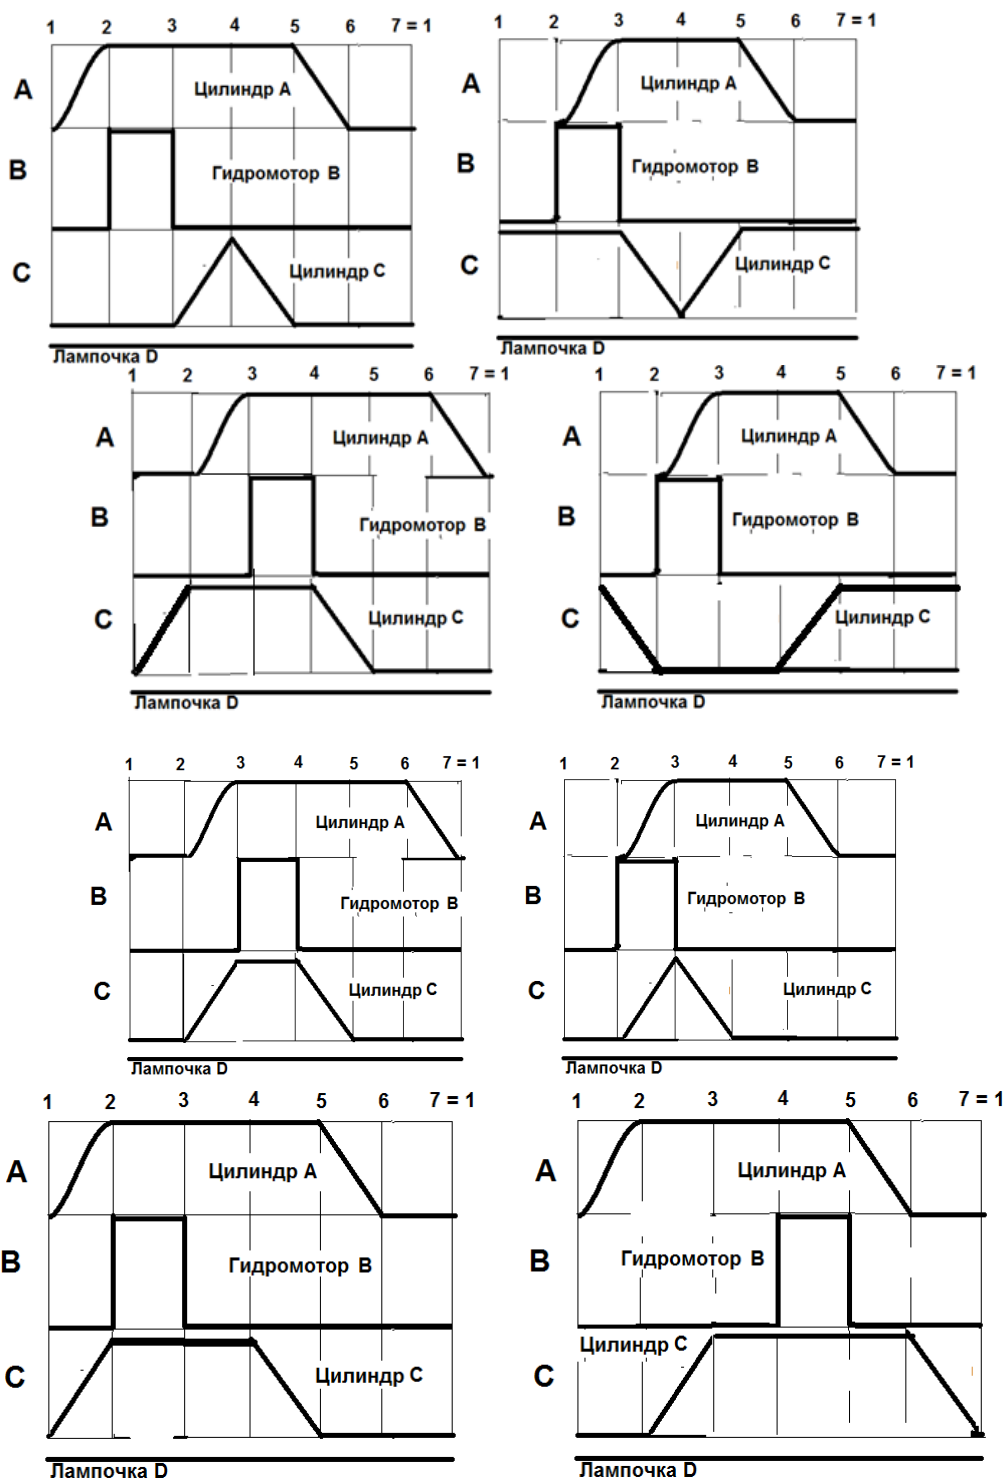 1 2 3 4 5 6 7 = 1
A Цилиндр A
B Гидромотор B
C Цилиндр C
Лампочка D
1 2 3 4 5 6 7 = 1
A Цилиндр A
B Гидромотор B
C Цилиндр C
Лампочка D
1 2 3 4 5 6 7 = 1
A Цилиндр A
B Гидромотор B
C Цилиндр C
Лампочка D
1 2 3 4 5 6 7 = 1
A Цилиндр A
B Гидромотор B
C Цилиндр C
Лампочка D
1 2 3 4 5 6 7 = 1
A Цилиндр A
B Гидромотор B
C Цилиндр C
Лампочка D
1 2 3 4 5 6 7 = 1
A Цилиндр A
B Гидромотор B
C Цилиндр C
Лампочка D
1 2 3 4 5 6 7 = 1
A Цилиндр A
B Гидромотор B
C Цилиндр C
Лампочка D
1 2 3 4 5 6 7 = 1
A Цилиндр A
B Гидромотор B
Цилиндр C
C
Лампочка D